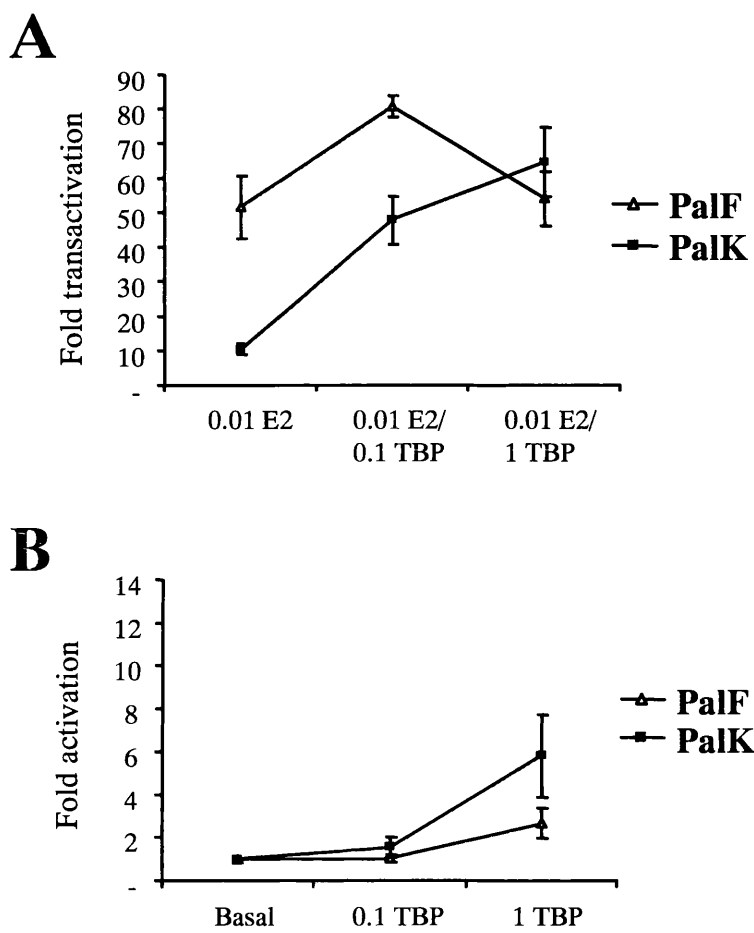 A
90
80
70
60
50
40
30
20
10
-
Fold transactivation
0.01 E2
0.01 E2/
0.1 TBP
0.01 E2/
1 TBP
PalF
PalK
B
14
12
10
8
6
4
2
-
Fold activation
Basal
0.1 TBP
1 TBP
PalF
PalK